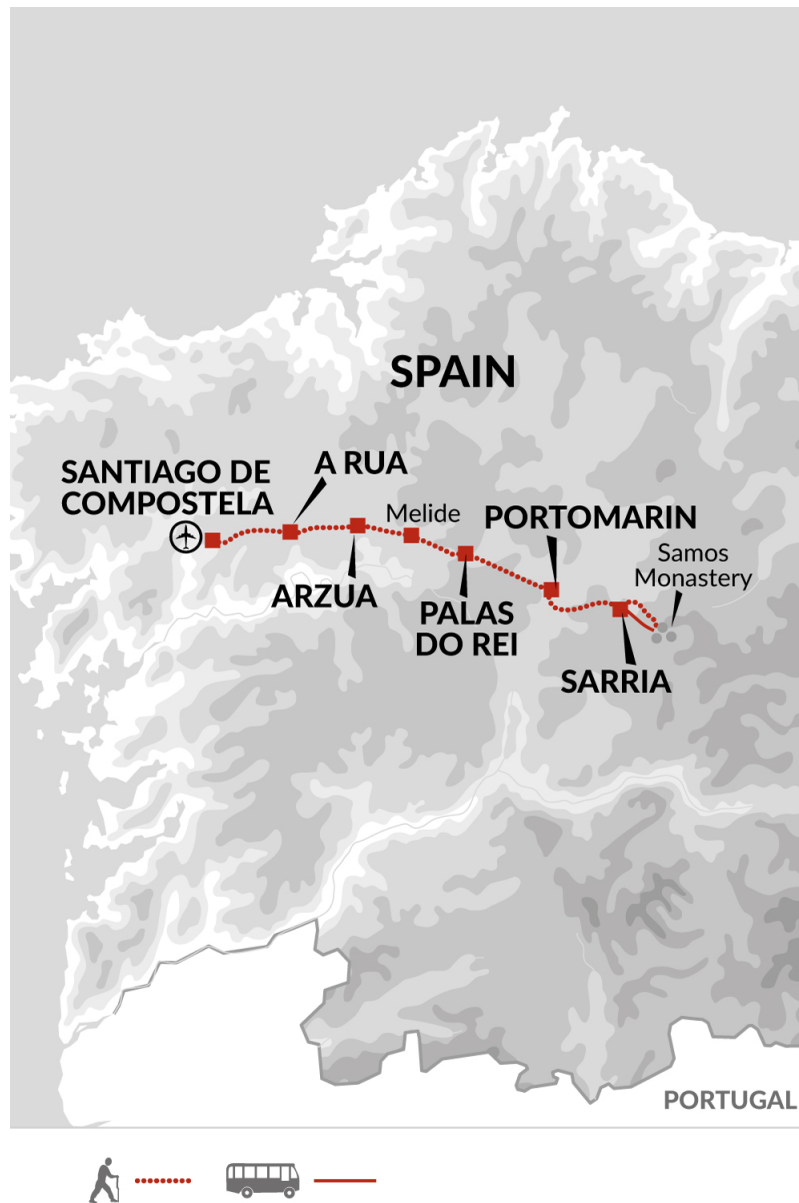 SPAIN
A RUA
SANTIAGO DE
COMPOSTELA
Melide
PORTOMARIN
Samos
Monastery
ARZUA
PALAS
DO REI
SARRIA
PORTUGAL